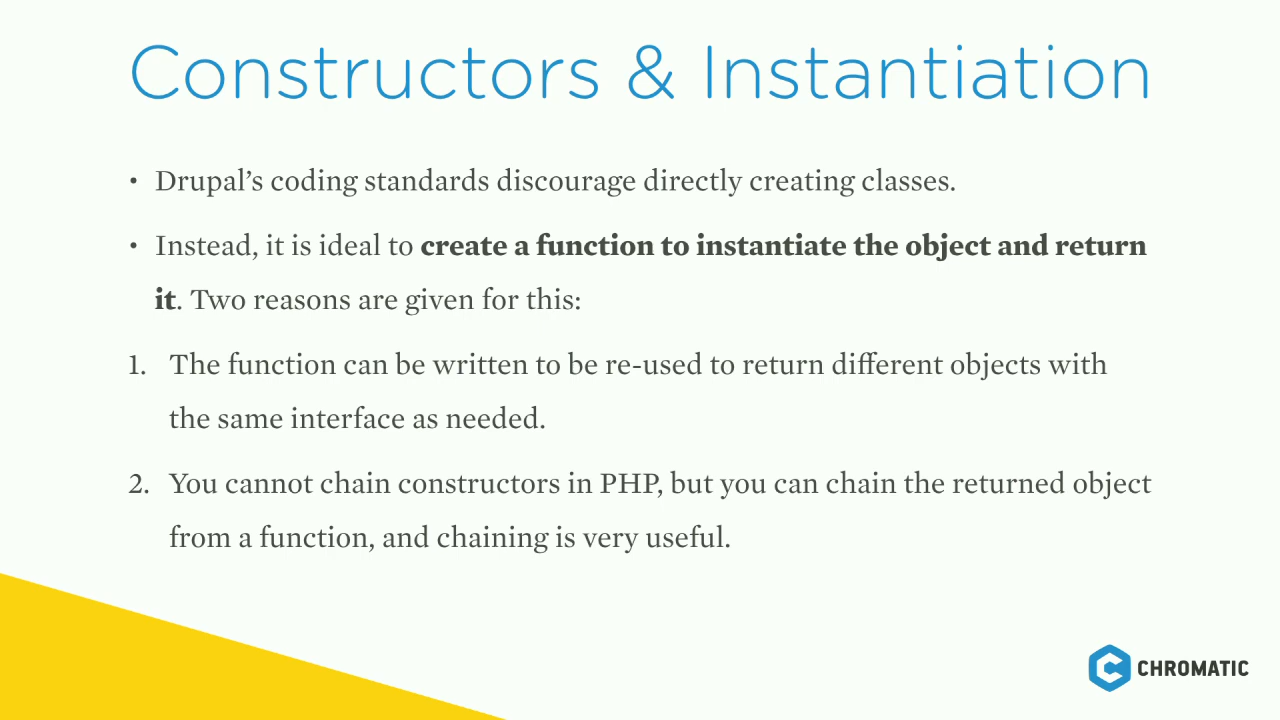 Constructors & Instantiation
• Drupal’s coding standards discourage directly creating classes.
• Instead, it is ideal to create a function to instantiate the object and return
it. Two reasons are given for this:
1. The function can be written to be re-used to return different objects with
the same interface as needed.
2. You cannot chain constructors in PHP, but you can chain the returned object
from a function, and chaining is very useful.
CHROMATIC